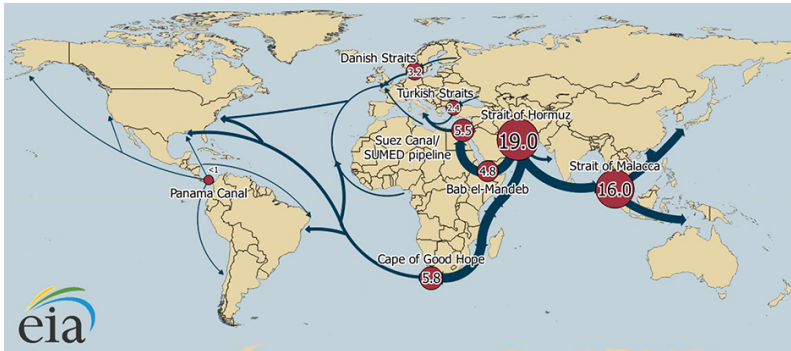 Danish Straits
3.2
Turkish Straits
2.4
Strait of Hormuz
19.0
5.5
Suez Canal/
SUMED pipeline
4.8
Bab el-Mandeb
Strait of Malacca
16.0
<1
Panama Canal
Cape of Good Hope
5.8
eia